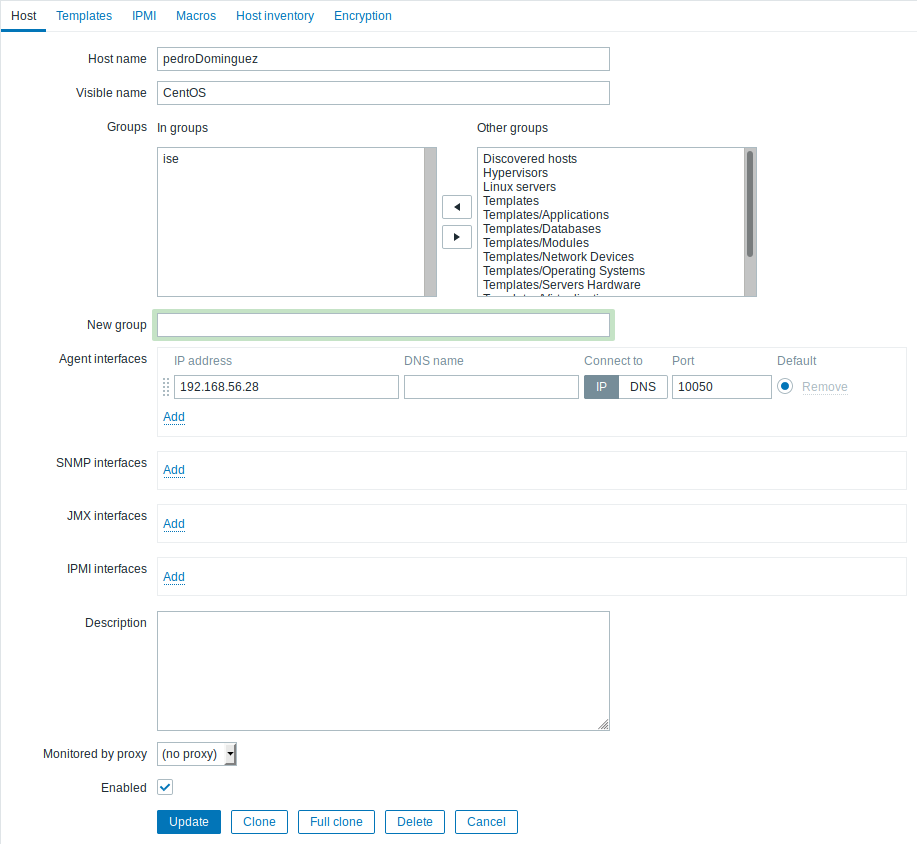 Host Templates IPMI Macros Host inventory Encryption
Host name pedroDominguez
Visible name CentOS
Groups In groups Other groups
ise
Discovered hosts
Hypervisors
Linux servers
Templates
Templates/Applications
Templates/Databases
Templates/Modules
Templates/Network Devices
Templates/Operating Systems
Templates/Servers Hardware
New group
Agent interfaces IP address DNS name Connect to Port Default
192.168.56.28 IP DNS 10050 Remove
Add
SNMP interfaces Add
JMX interfaces Add
IPMI interfaces Add
Description
Monitored by proxy (no proxy)
Enabled
Update Clone Full clone Delete Cancel